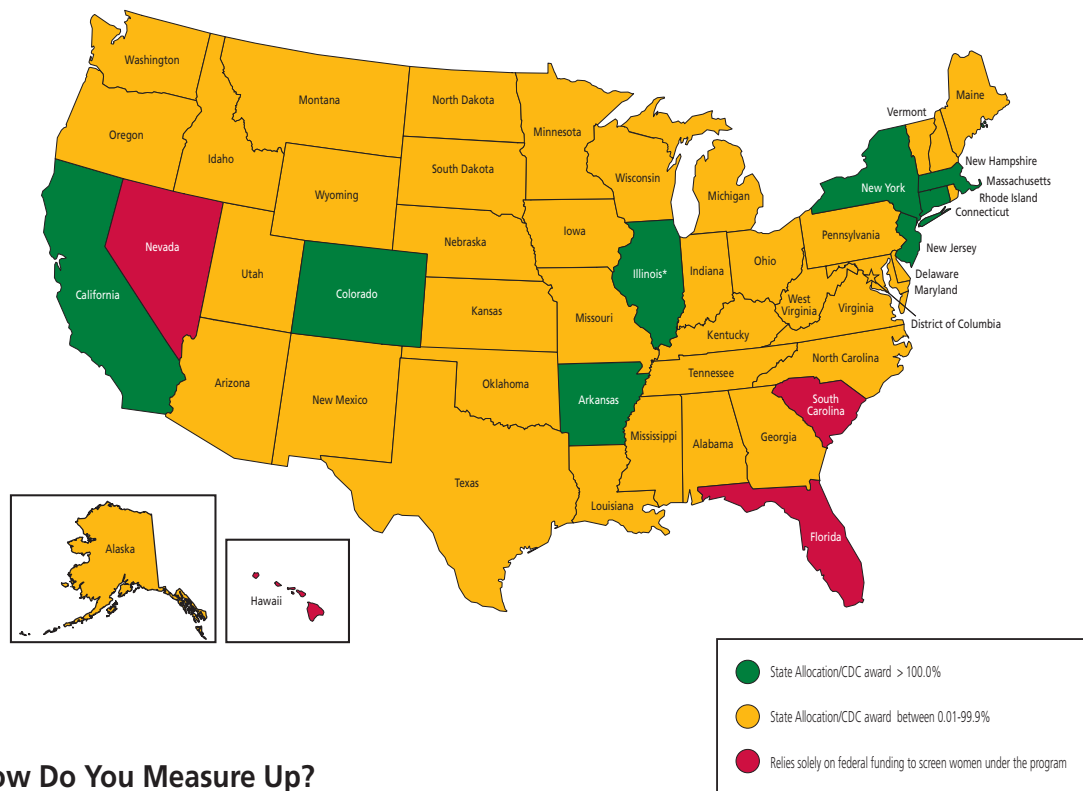 Washington
Oregon
Idaho
Montana
North Dakota
South Dakota
Minnesota
Wisconsin
Michigan
Vermont
Maine
New Hampshire
Massachusetts
Rhode Island
Connecticut
New York
Wyoming
Nebraska
Iowa
Pennsylvania
New Jersey
Nevada
Utah
Colorado
California
Kansas
Missouri
Illinois*
Indiana
Ohio
West
Virginia
Virginia
Delaware
Maryland
District of Columbia
Kentucky
North Carolina
Tennessee
South
Carolina
Arizona
New Mexico
Oklahoma
Arkansas
Mississippi
Alabama
Georgia
Texas
Louisiana
Florida
Alaska
Hawaii
State Allocation/CDC award > 100.0%
State Allocation/CDC award between 0.01-99.9%
Relies solely on federal funding to screen women under the program
ow Do You Measure Up?